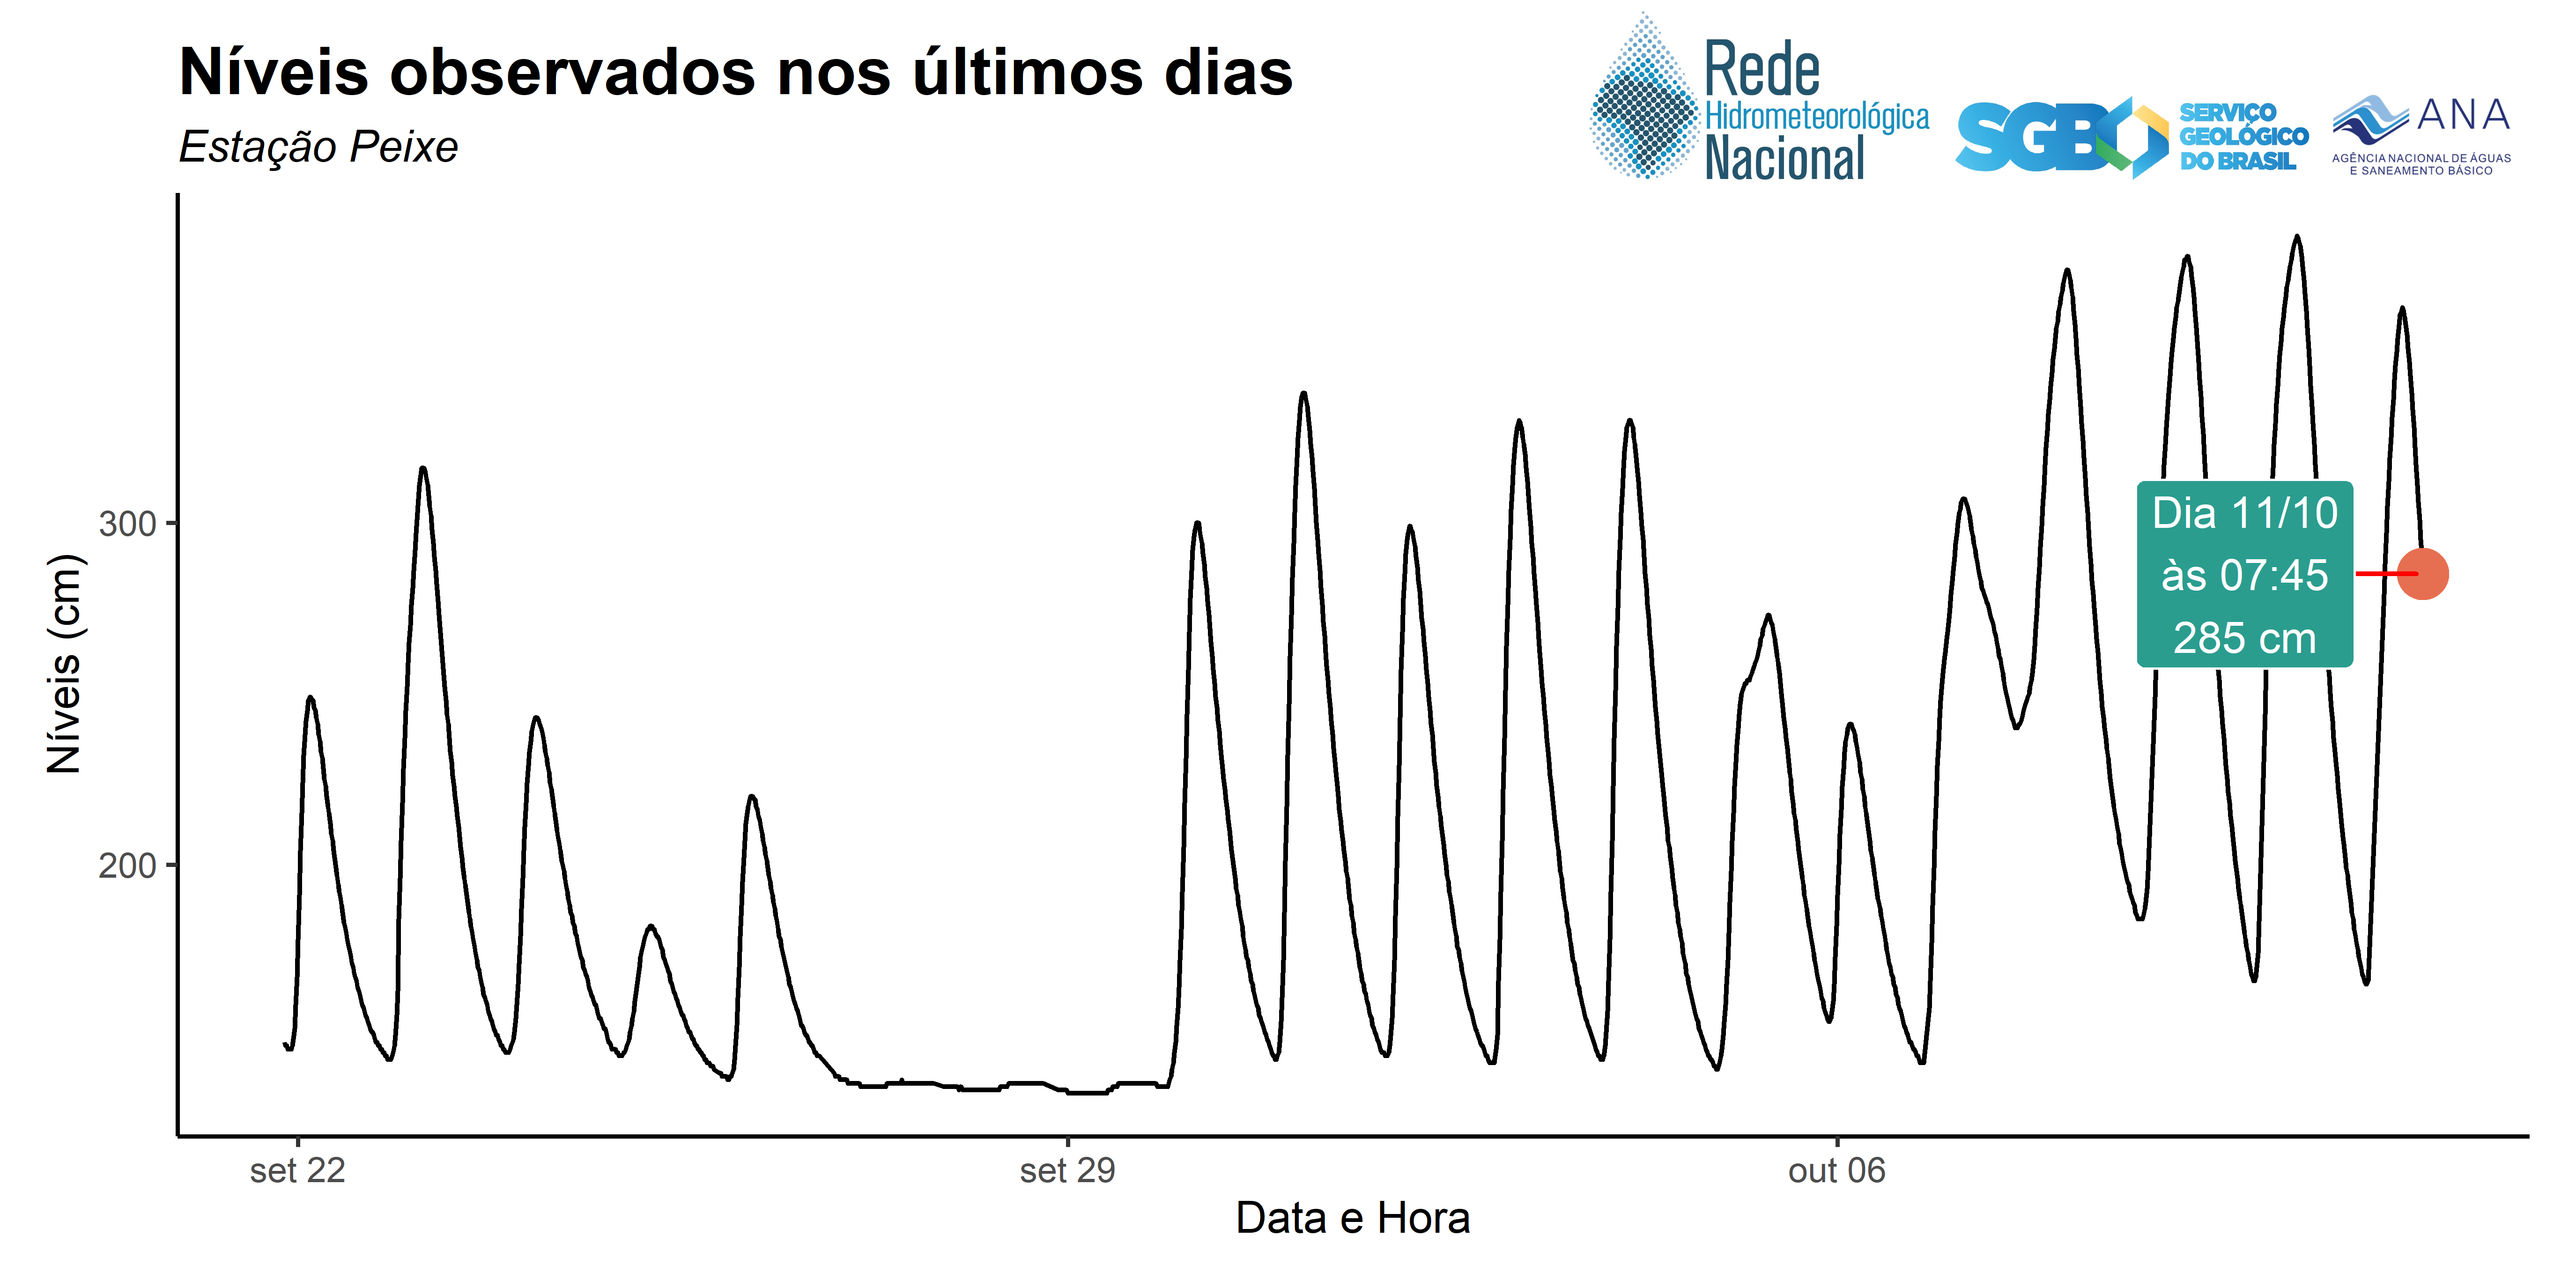 Níveis observados nos últimos dias
Estação Peixe
Rede
Hidrometeorológica
Nacional
SGB
SERVIÇO
GEOLÓGICO
DO BRASIL
ANA
AGÊNCIA NACIONAL DE ÁGUAS
E SANEAMENTO BÁSICO
Níveis (cm)
300
200
Dia 11/10
às 07:45
285 cm
set 22
set 29
out 06
Data e Hora